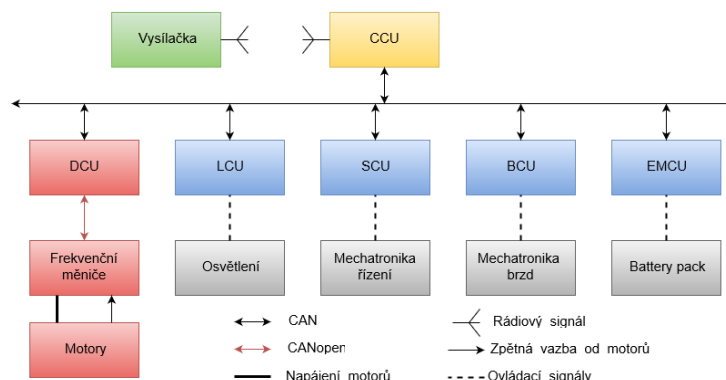 Vysílačka
CCU
DCU
LCU
SCU
BCU
EMCU
Frekvenční
měniče
Osvětlení
Mechatronika
řízení
Mechatronika
brzd
Battery pack
Motory
CAN
Rádiový signál
CANopen
Zpětná vazba od motorů
Napájení motorů
Ovládací signály